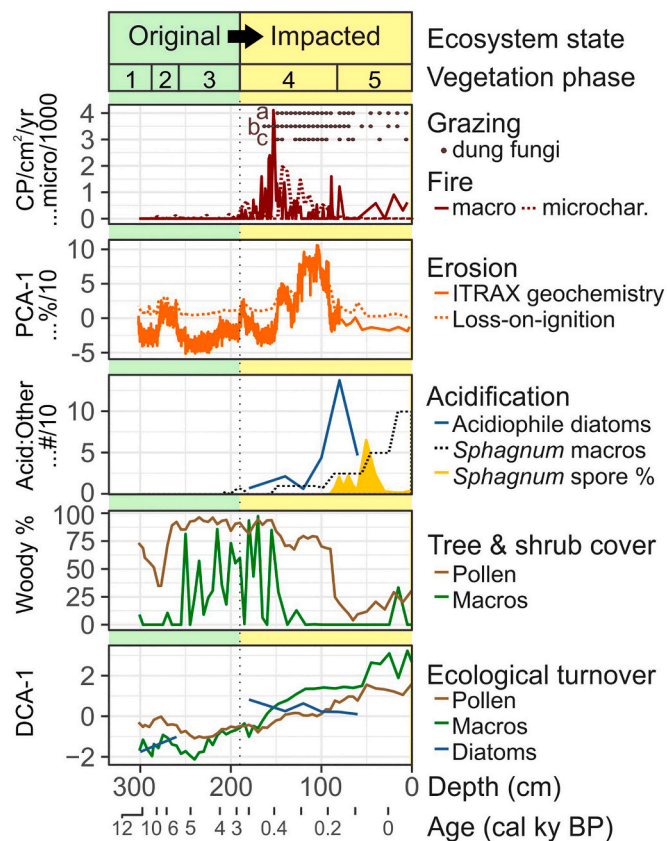 Original Impacted Ecosystem state
1 2 3 4 5 Vegetation phase
CP/cm²/yr
...micro/1000
4
3
2
1
0
a
b
c
Grazing
dung fungi
Fire
macro microchar.
PCA-1
...%/10
10
5
0
-5
Erosion
ITRAX geochemistry
Loss-on-ignition
Acid:Other
...#/10
10
5
0
Acidification
Acidiophile diatoms
Sphagnum macros
Sphagnum spore %
Woody %
100
75
50
25
0
Tree & shrub cover
Pollen
Macros
DCA-1
2
0
−2
Ecological turnover
Pollen
Macros
Diatoms
300 200 100 0 Depth (cm)
12 10 6 5 4 3 0.4 0.2 0 Age (cal ky BP)